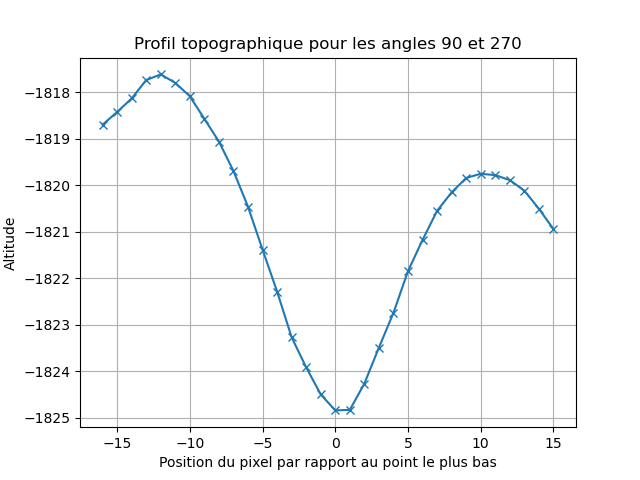 Profil topographique pour les angles 90 et 270
−1818
−1819
−1820
−1821
−1822
−1823
−1824
−1825
Altitude
−15 −10 −5 0 5 10 15
Position du pixel par rapport au point le plus bas